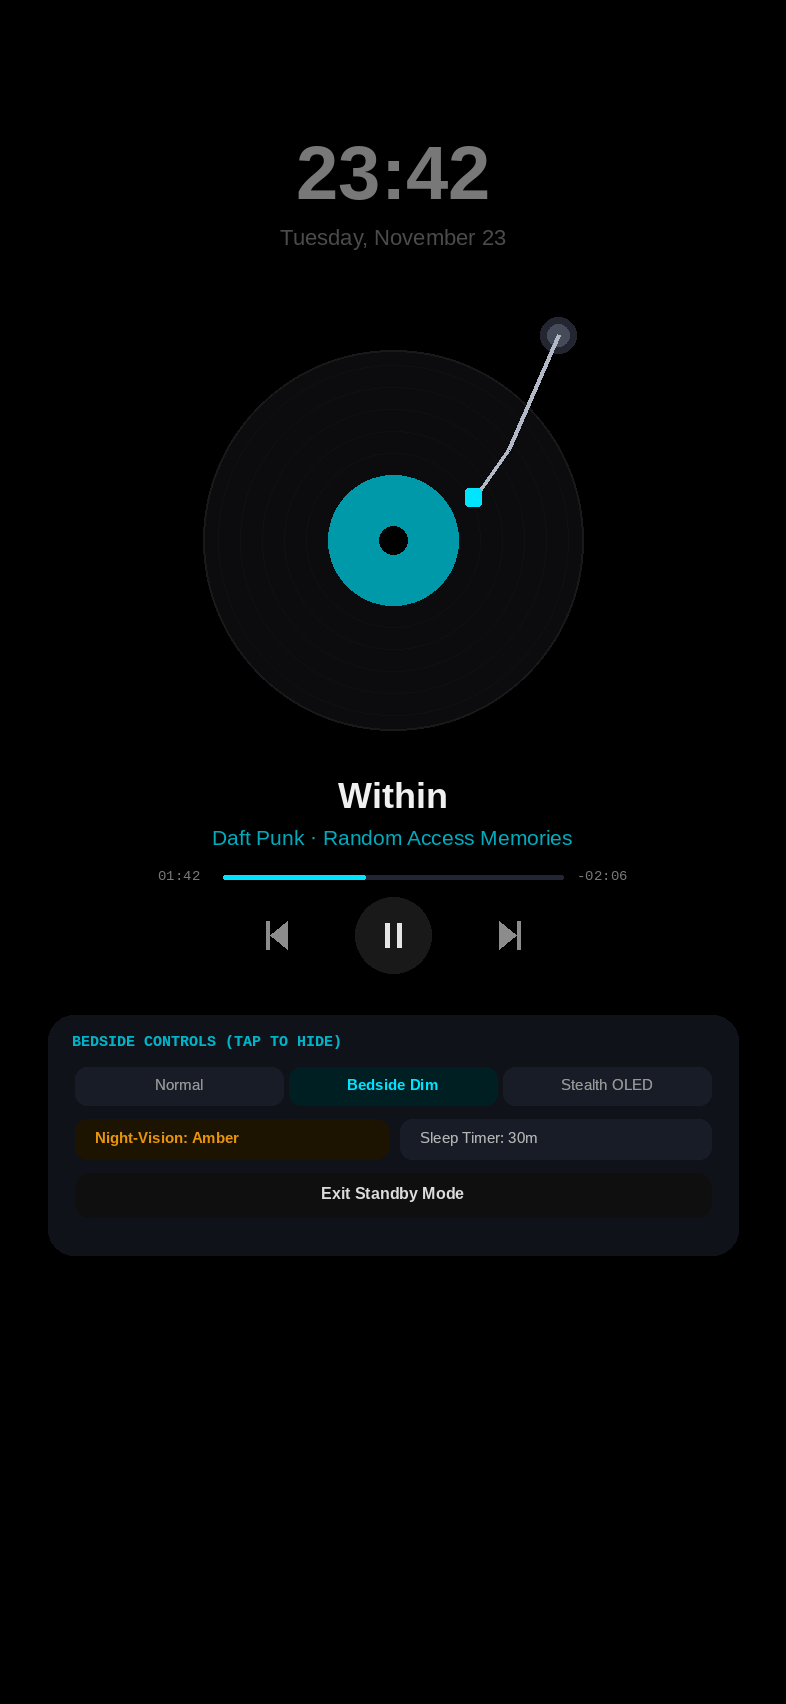 23:42
Tuesday, November 23
Within
Daft Punk · Random Access Memories
01:42 -02:06
BEDSIDE CONTROLS (TAP TO HIDE)
Normal Bedside Dim Stealth OLED
Night-Vision: Amber Sleep Timer: 30m
Exit Standby Mode